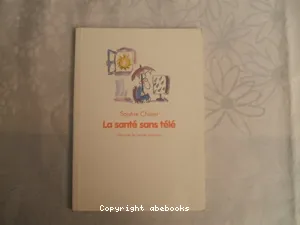 Sophie Chérer
La santé sans télé
Copyright abebooks